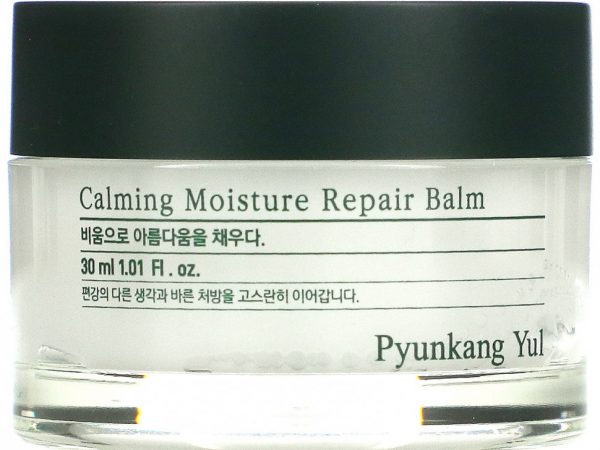 Calming Moisture Repair Balm
비움으로 아름다움을 채우다.
30 ml 1.01 Fl . oz.
편강의 다른 생각과 바른 처방을 고스란히 이어갑니다.
Pyunkang Yul